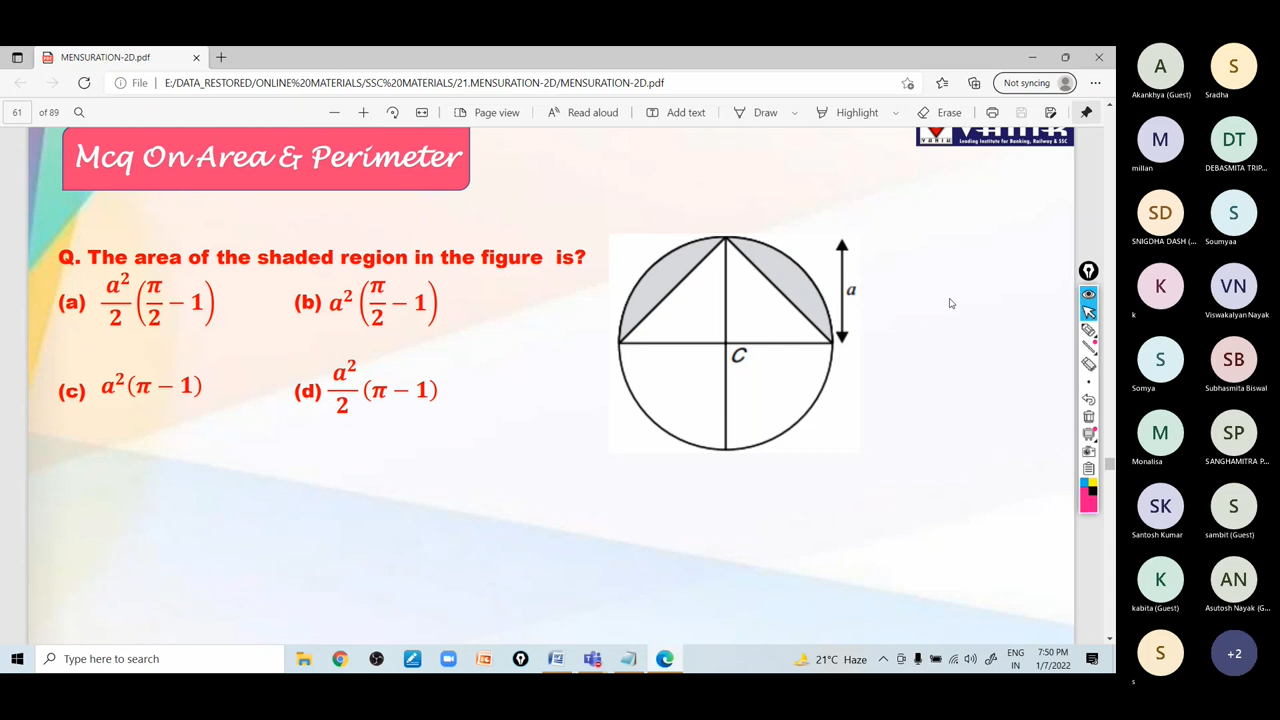 MENSURATION-2D.pdf
File E:/DATA_RESTORED/ONLINE%20MATERIALS/SSC%20MATERIALS/21.MENSURATION-2D/MENSURATION-2D.pdf Not syncing
61 of 89 Page view Read aloud Add text Draw Highlight Erase
Mcq On Area & Perimeter
Leading Institute for Banking, Railway & SSC
Q. The area of the shaded region in the figure is?
(a) a²/2 (π/2 − 1) (b) a² (π/2 − 1)
(c) a²(π − 1) (d) a²/2 (π − 1)
a
C
A S
Akankhya (Guest) Sradha
M DT
millan DEBASMITA TRIP...
SD S
SNIGDHA DASH (... Soumyaa
K VN
k Viswakalyan Nayak
S SB
Somya Subhasmita Biswal
M SP
Monalisa SANGHAMITRA P...
SK S
Santosh Kumar sambit (Guest)
K AN
kabita (Guest) Asutosh Nayak (G...
S +2
s
Type here to search 21°C Haze ENG IN 7:50 PM 1/7/2022